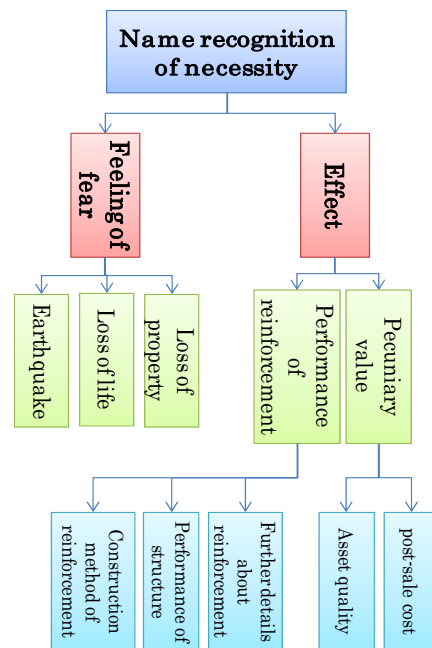 Name recognition
of necessity
Feeling of
fear
Effect
Earthquake
Loss of life
Loss of
property
Performance
of
reinforcement
Pecuniary
value
Construction
method of
reinforcement
Performance of
structure
Further details
about
reinforcement
Asset quality
post-sale cost